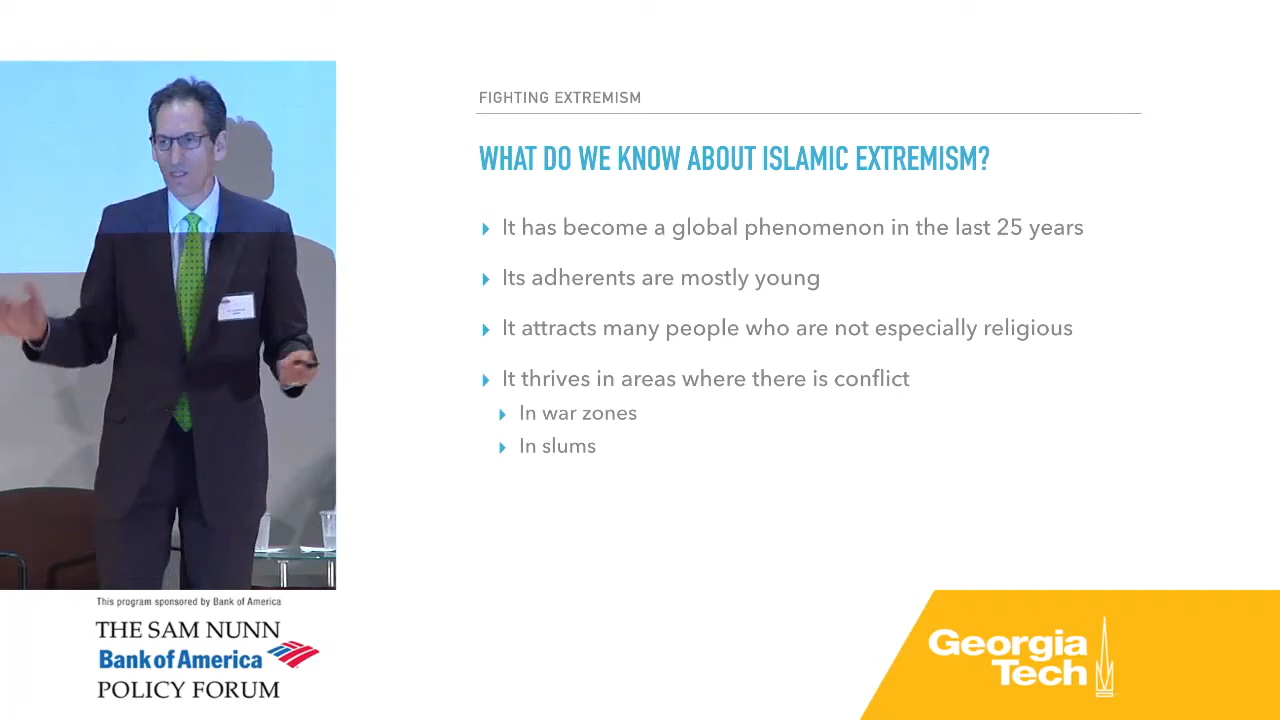 FIGHTING EXTREMISM
WHAT DO WE KNOW ABOUT ISLAMIC EXTREMISM?
It has become a global phenomenon in the last 25 years
Its adherents are mostly young
It attracts many people who are not especially religious
It thrives in areas where there is conflict
In war zones
In slums
This program sponsored by Bank of America
THE SAM NUNN
Bank of America
POLICY FORUM
Georgia
Tech